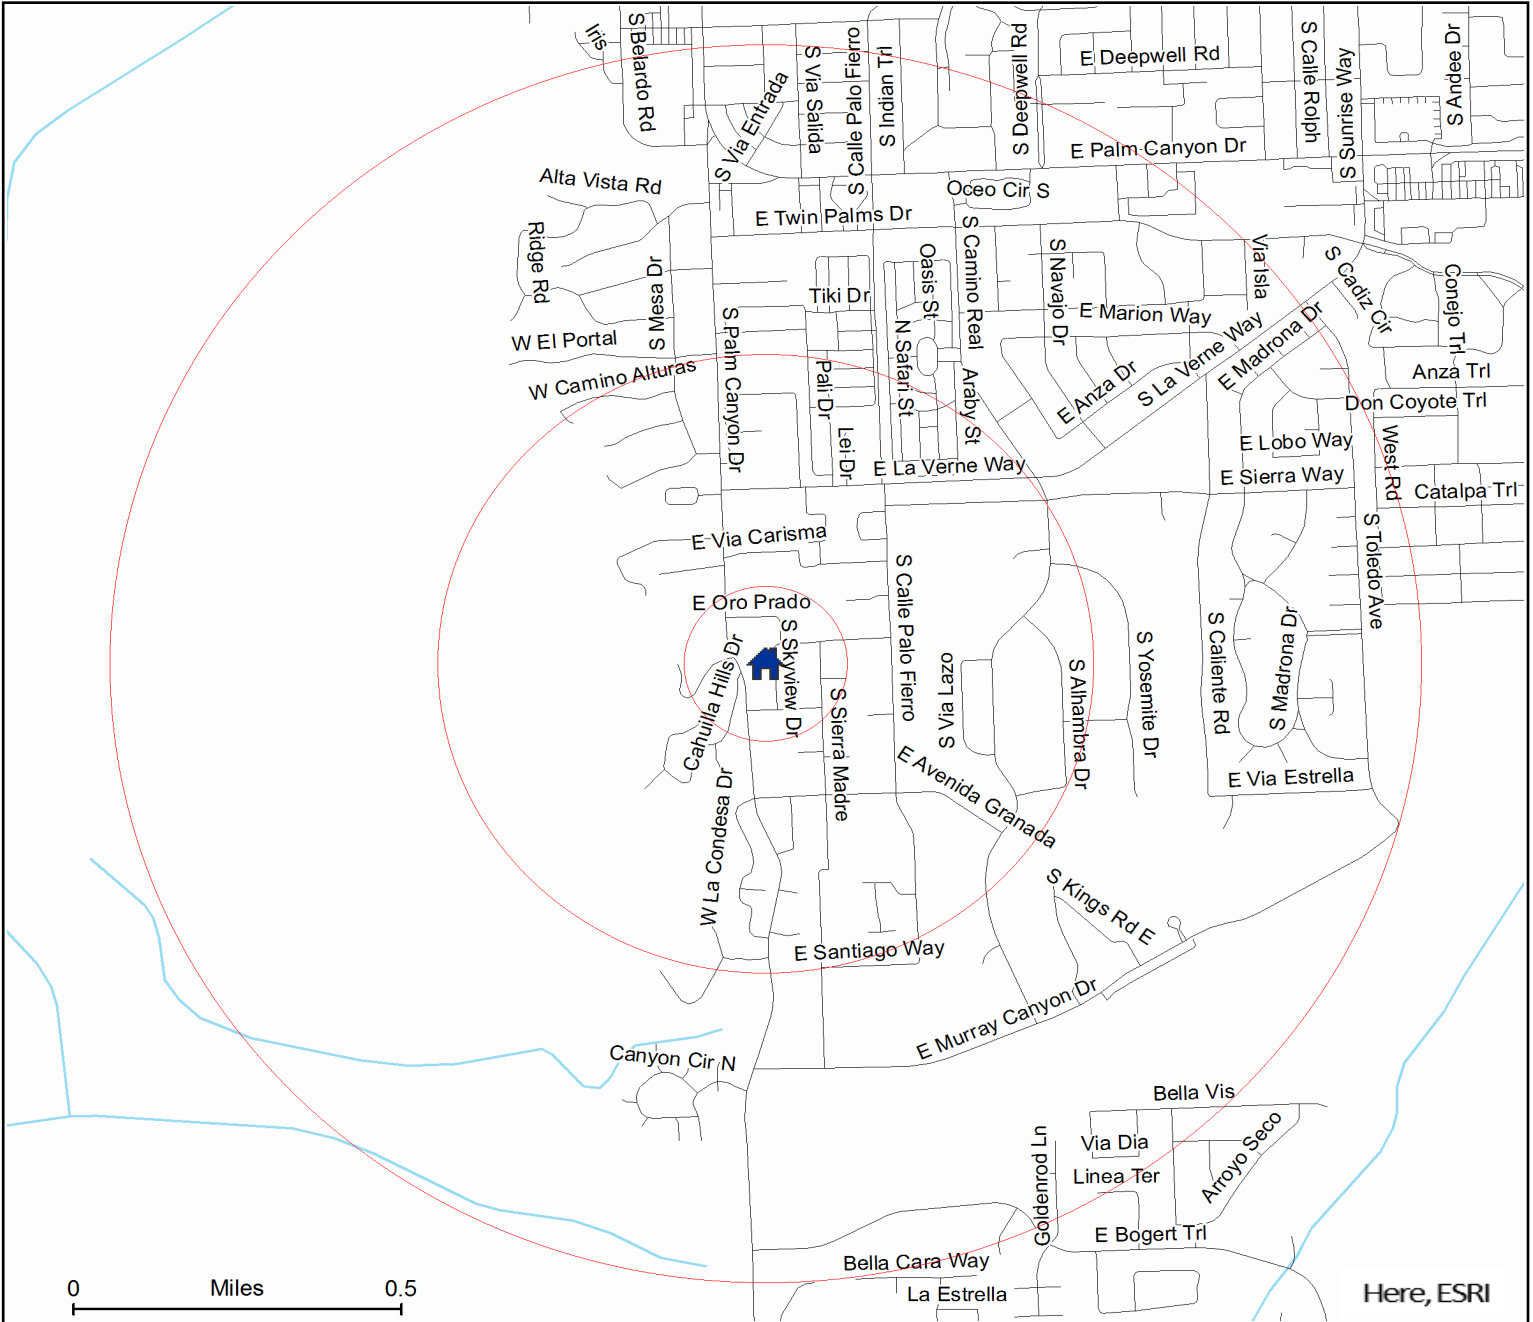 Iris
S Belardo Rd
S Via Entrada
S Via Salida
S Calle Palo Fierro
S Indian Trl
S Deepwell Rd
E Deepwell Rd
S Calle Rolph
S Sunrise Way
S Andee Dr
E Palm Canyon Dr
Alta Vista Rd
Oceo Cir S
E Twin Palms Dr
Ridge Rd
S Mesa Dr
Oasis St
S Camino Real
S Navajo Dr
Via Isla
S Cadiz Cir
Conejo Trl
Tiki Dr
E Marion Way
W El Portal
S Palm Canyon Dr
N Safari St
S La Verne Way
E Madrona Dr
W Camino Alturas
Pali Dr
Araby St
E Anza Dr
Anza Trl
Don Coyote Trl
Lei Dr
E La Verne Way
E Lobo Way
West Rd
E Sierra Way
Catalpa Trl
E Via Carisma
S Toledo Ave
E Oro Prado
S Skyview Dr
S Calle Palo Fierro
Cahuilla Hills Dr
S Sierra Madre
S Via Lazo
S Alhambra Dr
S Yosemite Dr
S Caliente Rd
S Madrona Dr
E Avenida Granada
E Via Estrella
W La Condesa Dr
S Kings Rd E
E Santiago Way
E Murray Canyon Dr
Canyon Cir N
Bella Vis
Via Dia
Arroyo Seco
Linea Ter
Goldenrod Ln
E Bogert Trl
Bella Cara Way
La Estrella
0 Miles 0.5
Here, ESRI